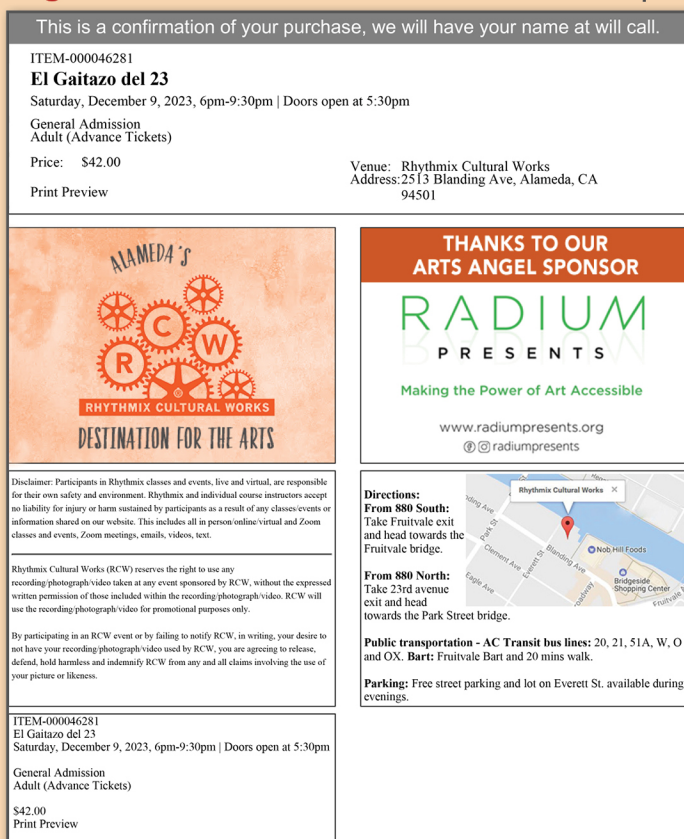 This is a confirmation of your purchase, we will have your name at will call.
ITEM-000046281
El Gaitazo del 23
Saturday, December 9, 2023, 6pm-9:30pm | Doors open at 5:30pm
General Admission
Adult (Advance Tickets)
Price: $42.00
Print Preview
Venue: Rhythmix Cultural Works
Address:2513 Blanding Ave, Alameda, CA
94501
ALAMEDA'S
R C W
RHYTHMIX CULTURAL WORKS
DESTINATION FOR THE ARTS
THANKS TO OUR
ARTS ANGEL SPONSOR
RADIUM
PRESENTS
Making the Power of Art Accessible
www.radiumpresents.org
radiumpresents
Disclaimer: Participants in Rhythmix classes and events, live and virtual, are responsible
for their own safety and environment. Rhythmix and individual course instructors accept
no liability for injury or harm sustained by participants as a result of any classes/events or
information shared on our website. This includes all in person/online/virtual and Zoom
classes and events, Zoom meetings, emails, videos, text.
Rhythmix Cultural Works (RCW) reserves the right to use any
recording/photograph/video taken at any event sponsored by RCW, without the expressed
written permission of those included within the recording/photograph/video. RCW will
use the recording/photograph/video for promotional purposes only.
By participating in an RCW event or by failing to notify RCW, in writing, your desire to
not have your recording/photograph/video used by RCW, you are agreeing to release,
defend, hold harmless and indemnify RCW from any and all claims involving the use of
your picture or likeness.
Directions:
From 880 South:
Take Fruitvale exit
and head towards the
Fruitvale bridge.
From 880 North:
Take 23rd avenue
exit and head
towards the Park Street bridge.
Rhythmix Cultural Works ×
nding Ave
Park St
Clement Ave
Everett St
Blanding Ave
Eagle Ave
oadway
Nob Hill Foods
Bridgeside
Shopping Center
Fruitvale
Public transportation - AC Transit bus lines: 20, 21, 51A, W, O
and OX. Bart: Fruitvale Bart and 20 mins walk.
Parking: Free street parking and lot on Everett St. available during
evenings.
ITEM-000046281
El Gaitazo del 23
Saturday, December 9, 2023, 6pm-9:30pm | Doors open at 5:30pm
General Admission
Adult (Advance Tickets)
$42.00
Print Preview